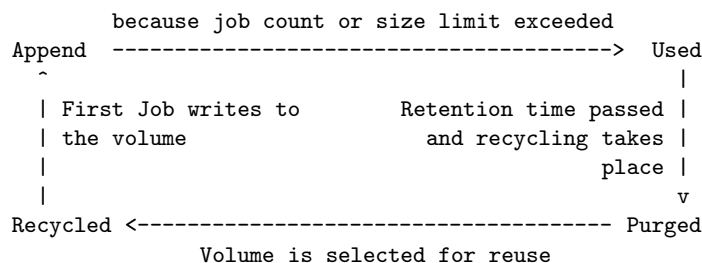 because job count or size limit exceeded
Append  ----------------------------------------> Used
^                                                    |
| First Job writes to      Retention time passed |
| the volume                 and recycling takes |
|                                          place |
|                                                    v
Recycled <-------------------------------------- Purged
Volume is selected for reuse